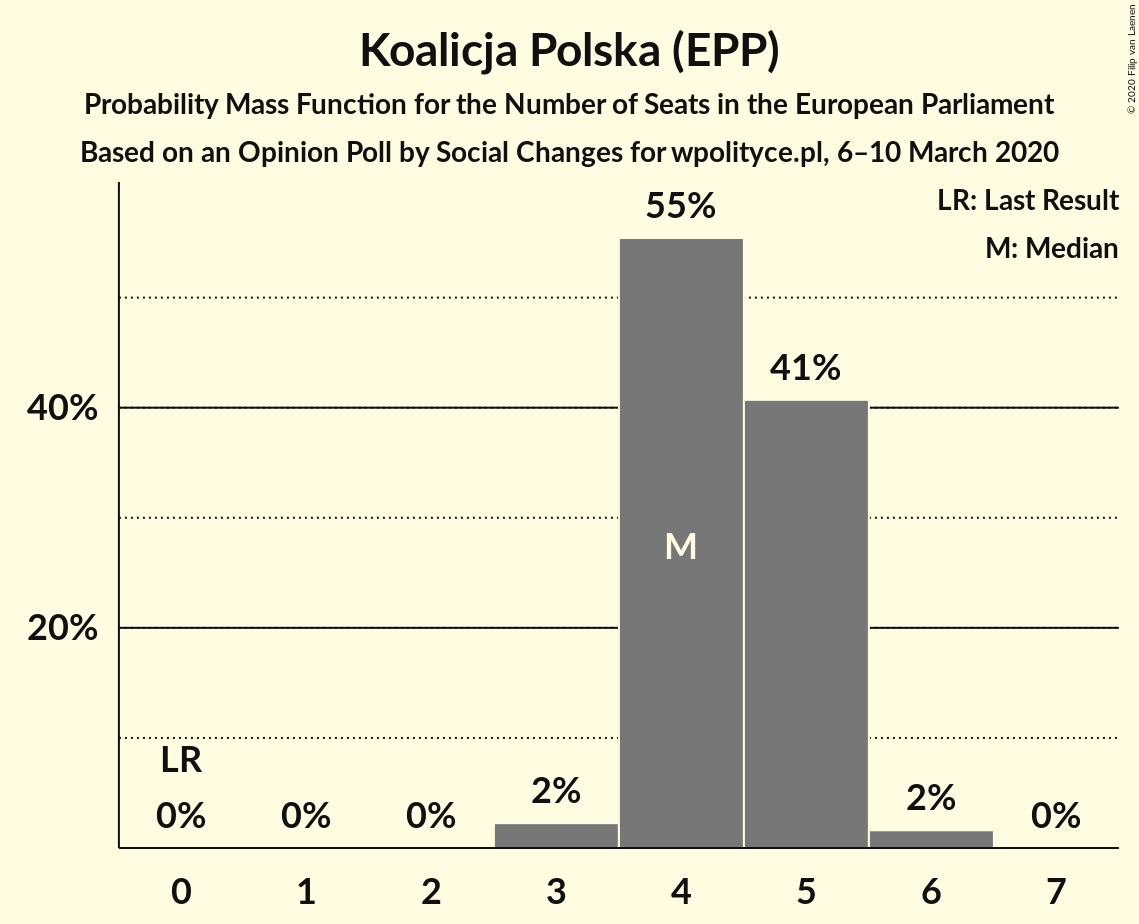 Koalicja Polska (EPP)
Probability Mass Function for the Number of Seats in the European Parliament
Based on an Opinion Poll by Social Changes for wpolityce.pl, 6–10 March 2020
© 2020 Filip van Laenen
LR: Last Result
M: Median
55%
41%
40%
M
20%
LR
0%
0%
0%
2%
2%
0%
0
1
2
3
4
5
6
7